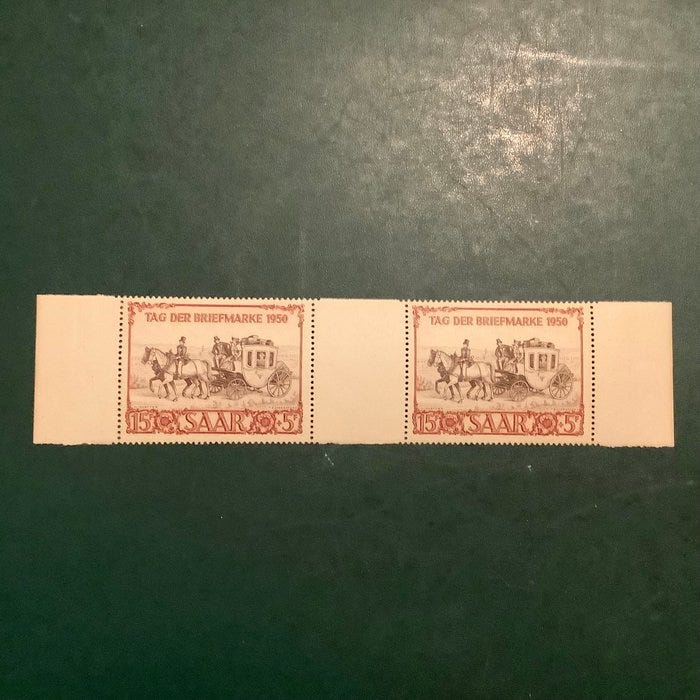 TAG DER BRIEFMARKE 1950
15 SAAR +5
TAG DER BRIEFMARKE 1950
15 SAAR +5